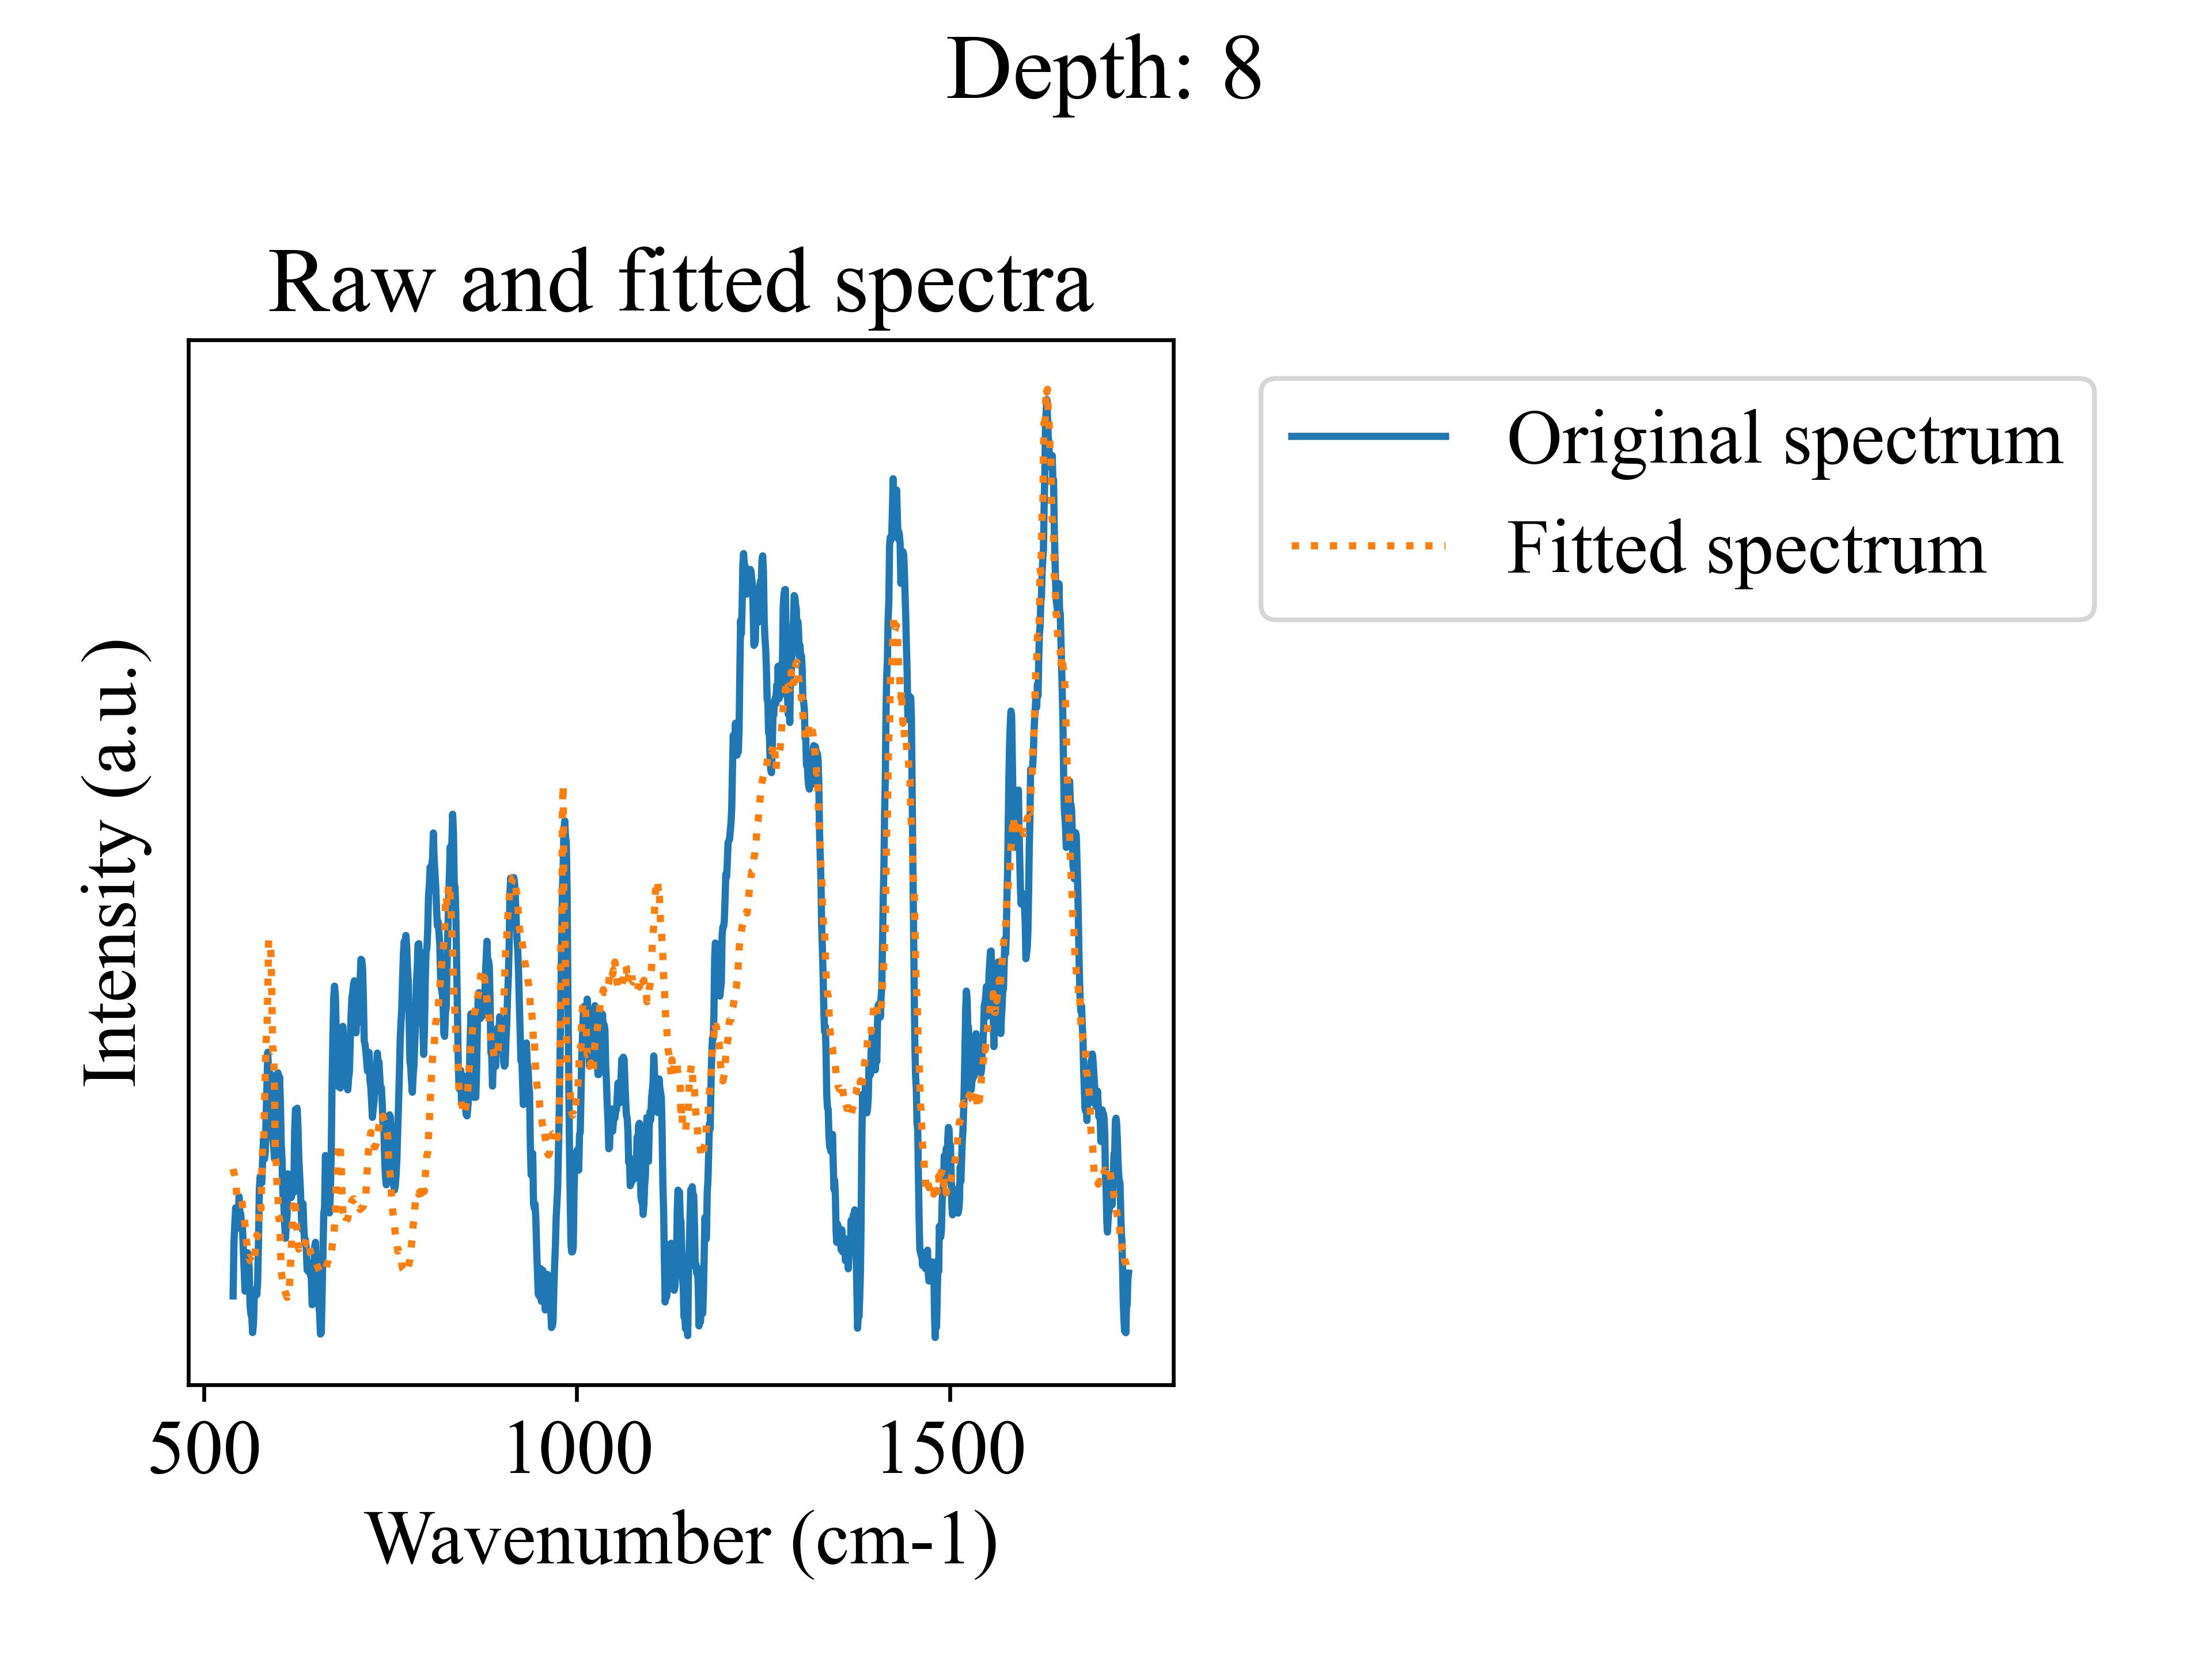 Depth: 8
Raw and fitted spectra
Original spectrum
Fitted spectrum
Intensity (a.u.)
500 1000 1500
Wavenumber (cm-1)